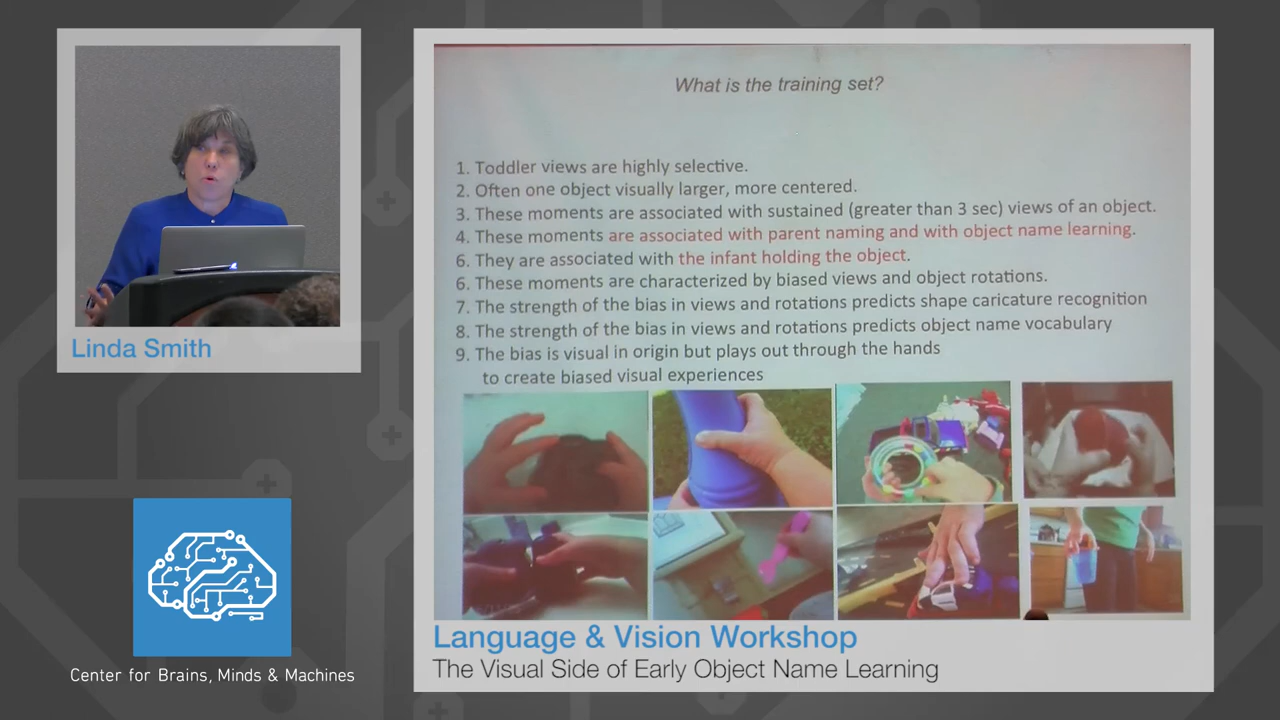 What is the training set?
1. Toddler views are highly selective.
2. Often one object visually larger, more centered.
3. These moments are associated with sustained (greater than 3 sec) views of an object.
4. These moments are associated with parent naming and with object name learning.
6. They are associated with the infant holding the object.
6. These moments are characterized by biased views and object rotations.
7. The strength of the bias in views and rotations predicts shape caricature recognition
8. The strength of the bias in views and rotations predicts object name vocabulary
9. The bias is visual in origin but plays out through the hands
to create biased visual experiences
Linda Smith
Center for Brains, Minds & Machines
Language & Vision Workshop
The Visual Side of Early Object Name Learning